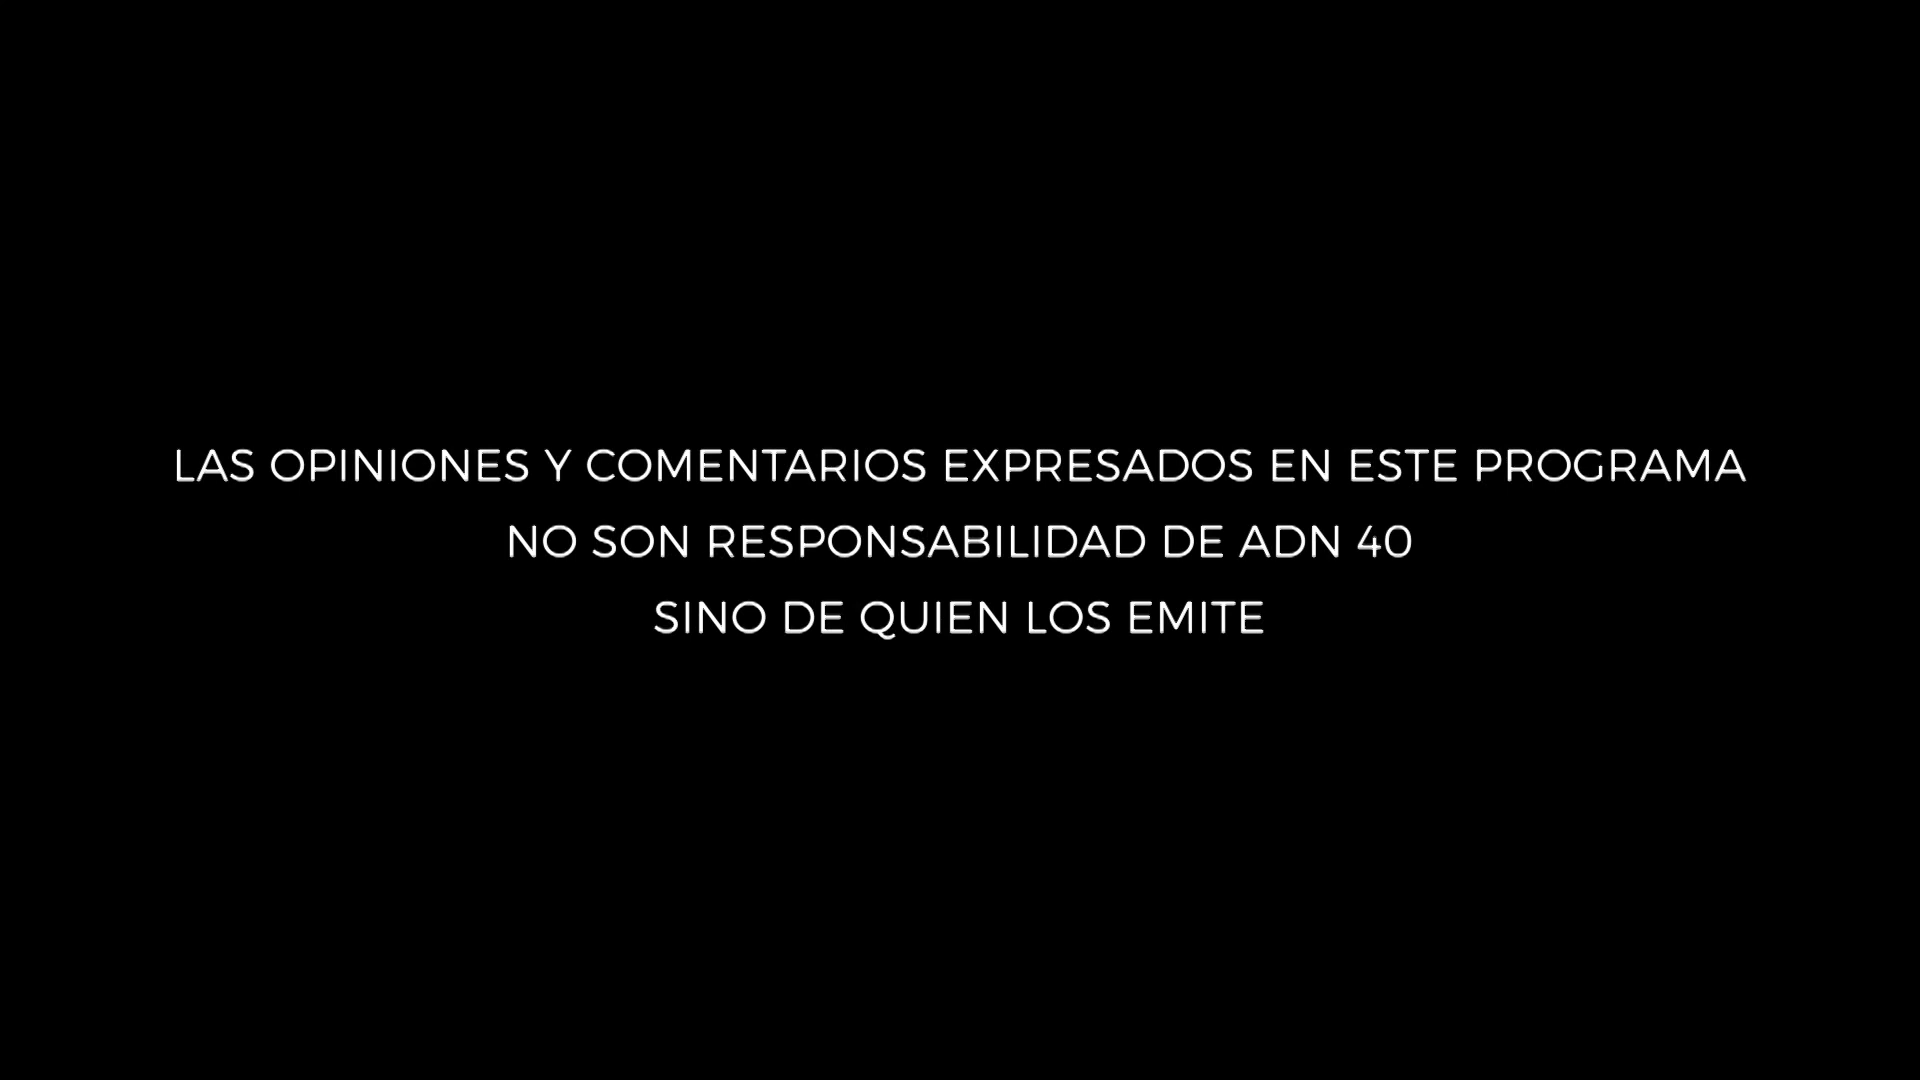 LAS OPINIONES Y COMENTARIOS EXPRESADOS EN ESTE PROGRAMA
NO SON RESPONSABILIDAD DE ADN 40
SINO DE QUIEN LOS EMITE